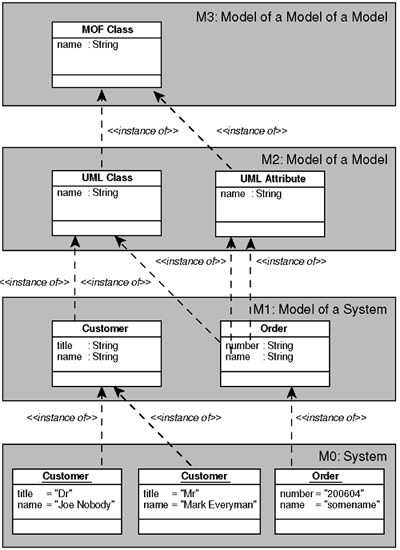 M3: Model of a Model of a Model
MOF Class
name : String
<<instance of>> <<instance of>>
M2: Model of a Model
UML Class UML Attribute
name : String name : String
<<instance of>> <<instance of>> <<instance of>> <<instance of>>
M1: Model of a System
Customer Order
title : String number : String
name : String name : String
<<instance of>> <<instance of>> <<instance of>>
M0: System
Customer Customer Order
title = "Dr" title = "Mr" number = "200604"
name = "Joe Nobody" name = "Mark Everyman" name = "somename"